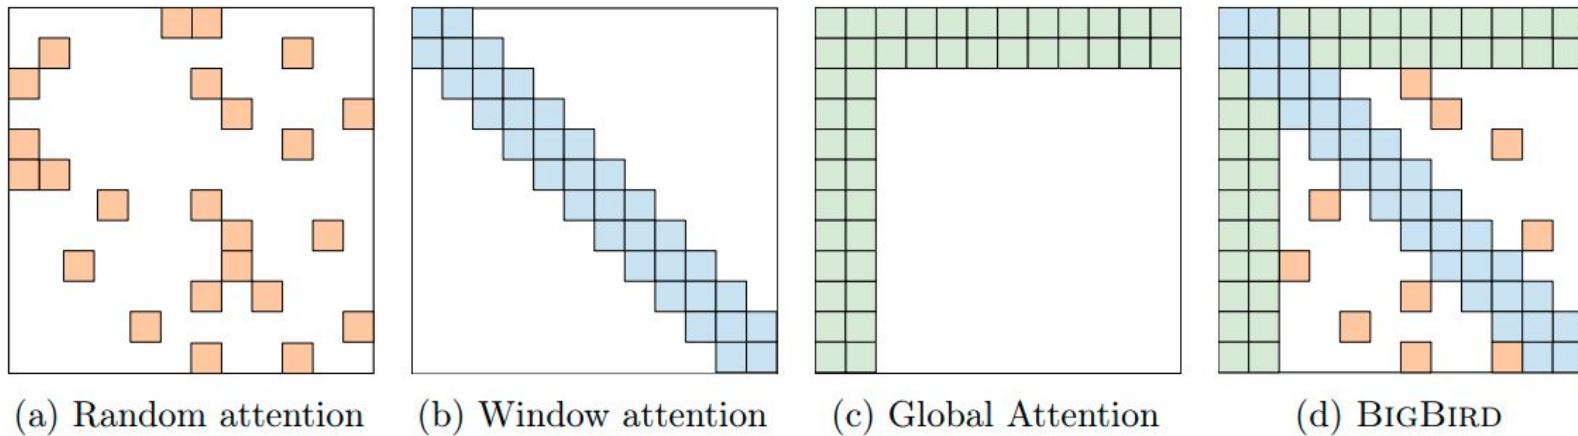 (a) Random attention
(b) Window attention
(c) Global Attention
(d) BIGBIRD